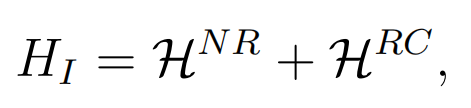 H_I = \mathcal{H}^{NR} + \mathcal{H}^{RC},